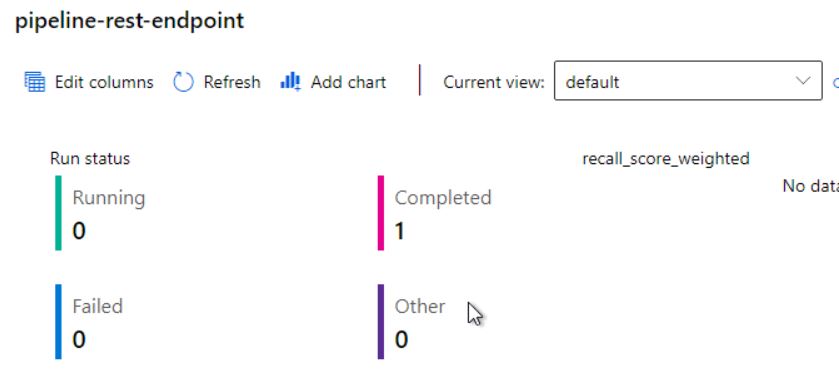 pipeline-rest-endpoint
Edit columns Refresh Add chart Current view: default
Run status
recall_score_weighted
No data
Running
0
Completed
1
Failed
0
Other
0